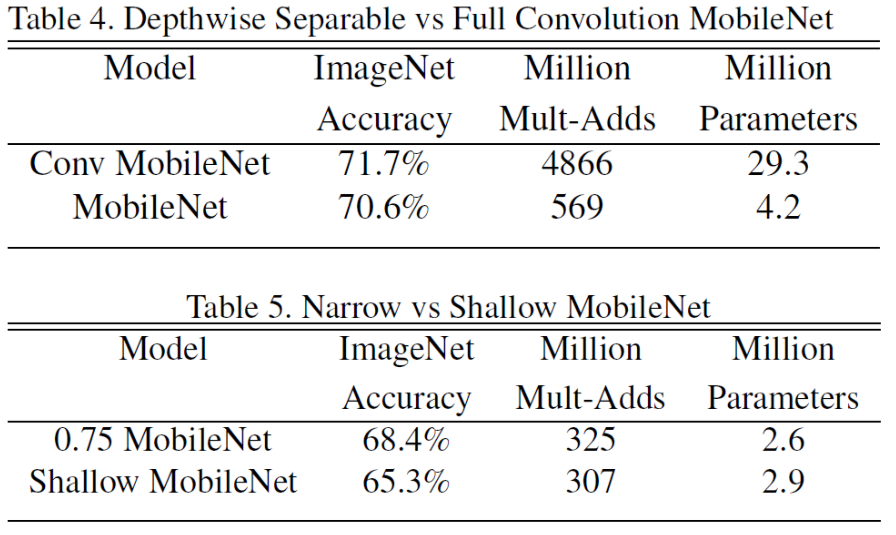 Table 4. Depthwise Separable vs Full Convolution MobileNet
Model ImageNet Million Million
Accuracy Mult-Adds Parameters
Conv MobileNet 71.7% 4866 29.3
MobileNet 70.6% 569 4.2
Table 5. Narrow vs Shallow MobileNet
Model ImageNet Million Million
Accuracy Mult-Adds Parameters
0.75 MobileNet 68.4% 325 2.6
Shallow MobileNet 65.3% 307 2.9